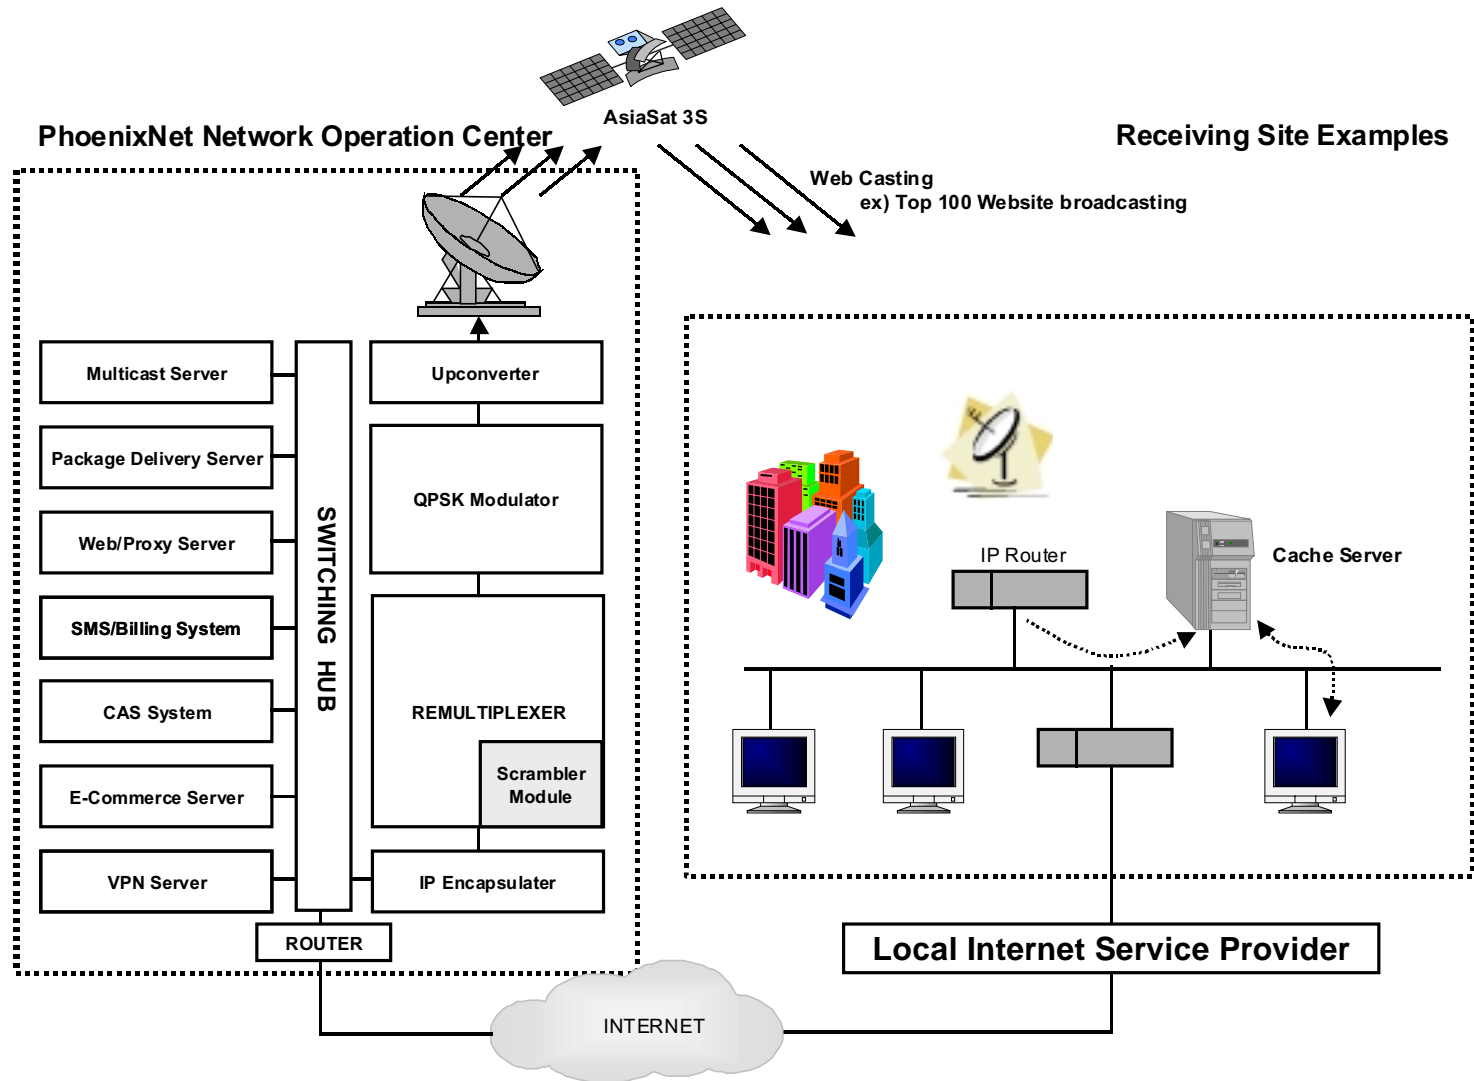 AsiaSat 3S
PhoenixNet Network Operation Center
Receiving Site Examples
Web Casting
ex) Top 100 Website broadcasting
Multicast Server
Package Delivery Server
Web/Proxy Server
SMS/Billing System
CAS System
E-Commerce Server
VPN Server
SWITCHING HUB
Upconverter
QPSK Modulator
REMULTIPLEXER
Scrambler
Module
IP Encapsulater
ROUTER
IP Router
Cache Server
Local Internet Service Provider
INTERNET